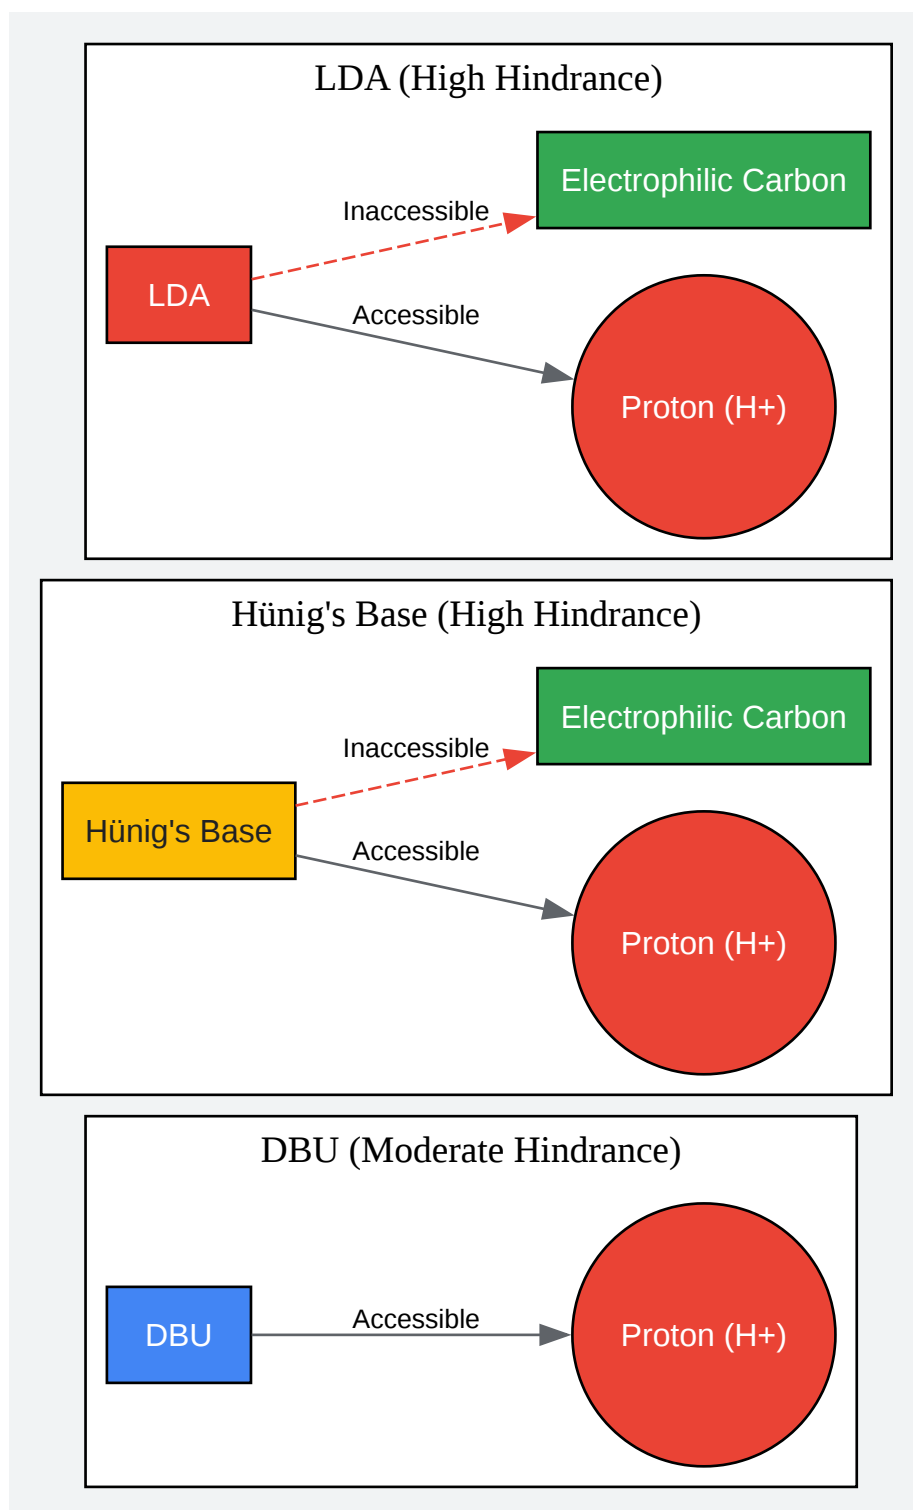 LDA (High Hindrance)
Electrophilic Carbon
Inaccessible
LDA
Accessible
Proton (H+)
Hünig's Base (High Hindrance)
Electrophilic Carbon
Inaccessible
Hünig's Base
Accessible
Proton (H+)
DBU (Moderate Hindrance)
DBU
Accessible
Proton (H+)